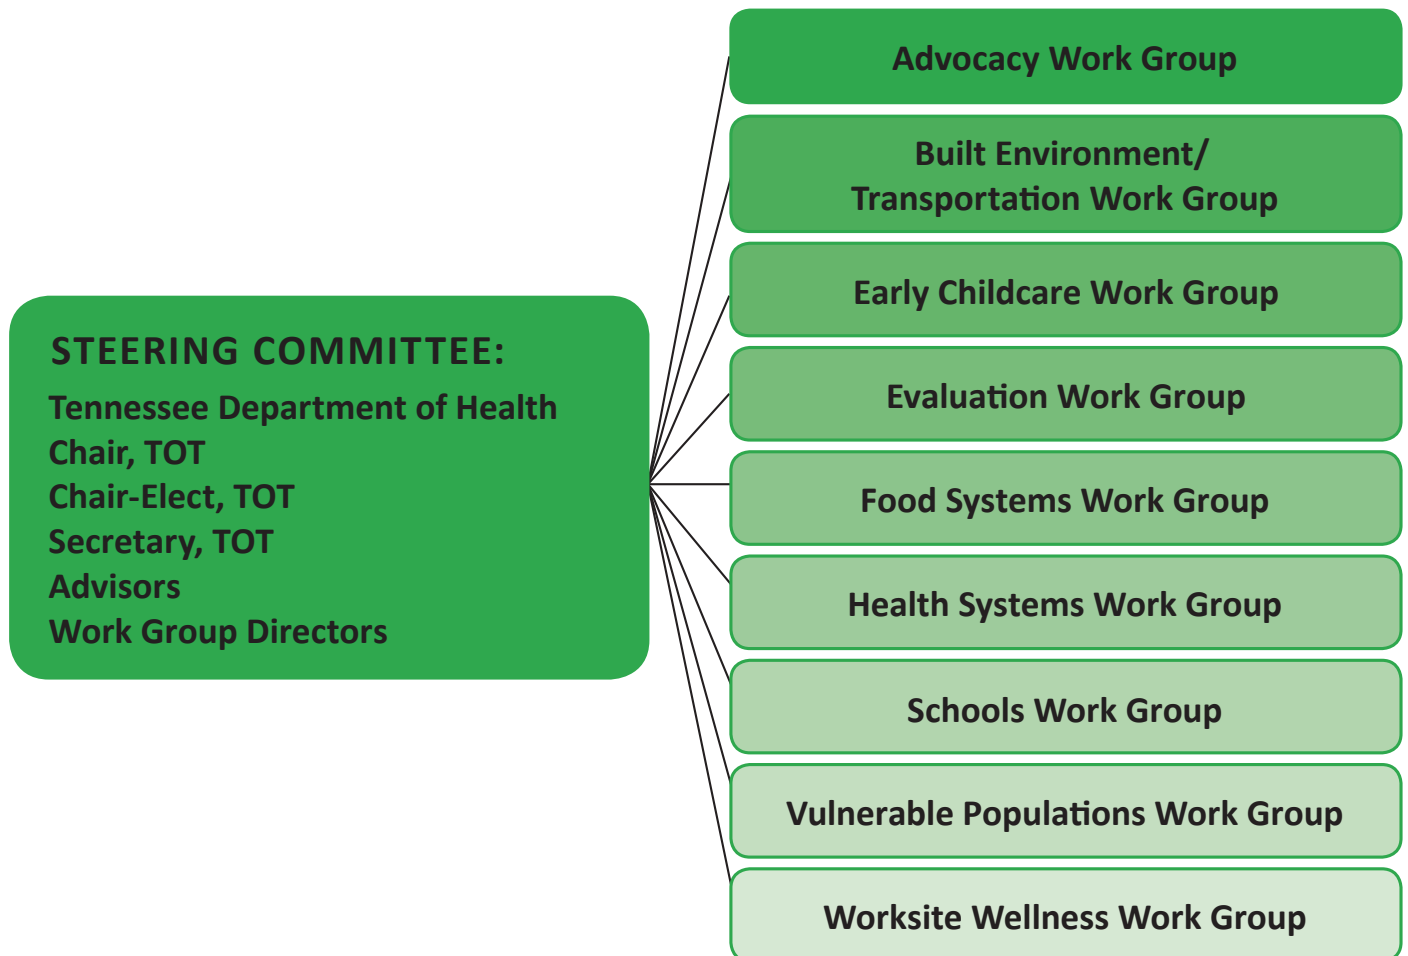 STEERING COMMITTEE:
Tennessee Department of Health
Chair, TOT
Chair-Elect, TOT
Secretary, TOT
Advisors
Work Group Directors
Advocacy Work Group
Built Environment/
Transportation Work Group
Early Childcare Work Group
Evaluation Work Group
Food Systems Work Group
Health Systems Work Group
Schools Work Group
Vulnerable Populations Work Group
Worksite Wellness Work Group